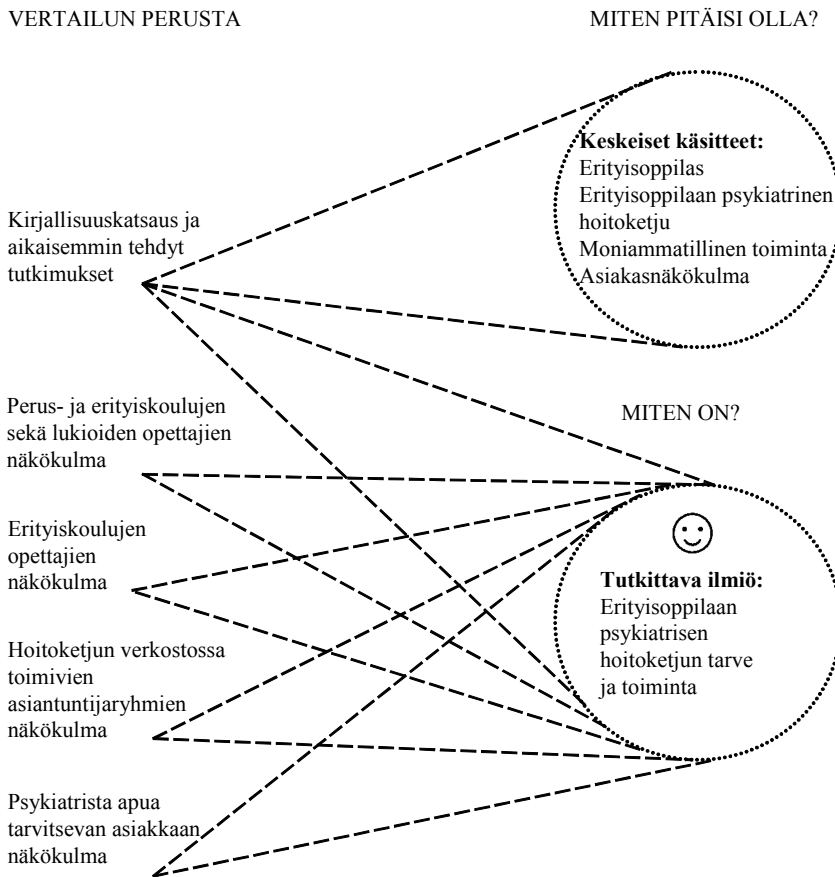 VERTAILUN PERUSTA
MITEN PITÄISI OLLA?
Keskeiset käsitteet:
Erityisoppilas
Erityisoppilaan psykiatrinen
hoitoketju
Moniammatillinen toiminta
Asiakasnäkökulma
Kirjallisuuskatsaus ja
aikaisemmin tehdyt
tutkimukset
Perus- ja erityiskoulujen
sekä lukioiden opettajien
näkökulma
MITEN ON?
Erityiskoulujen
opettajien
näkökulma
Tutkittava ilmiö:
Erityisoppilaan
psykiatrisen
hoitoketjun tarve
ja toiminta
Hoitoketjun verkostossa
toimivien
asiantuntijaryhmien
näkökulma
Psykiatrista apua
tarvitsevan asiakkaan
näkökulma